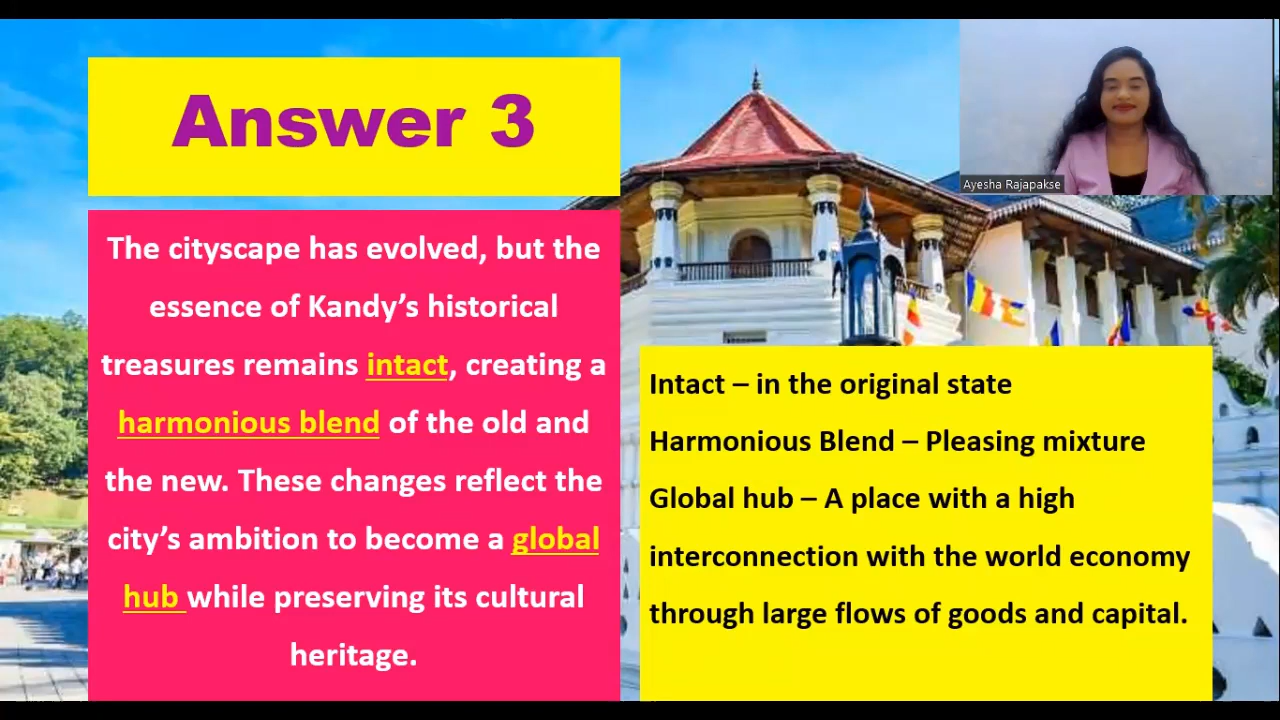 Answer 3
Ayesha Rajapakse
The cityscape has evolved, but the
essence of Kandy’s historical
treasures remains intact, creating a
harmonious blend of the old and
the new. These changes reflect the
city’s ambition to become a global
hub while preserving its cultural
heritage.
Intact – in the original state
Harmonious Blend – Pleasing mixture
Global hub – A place with a high
interconnection with the world economy
through large flows of goods and capital.